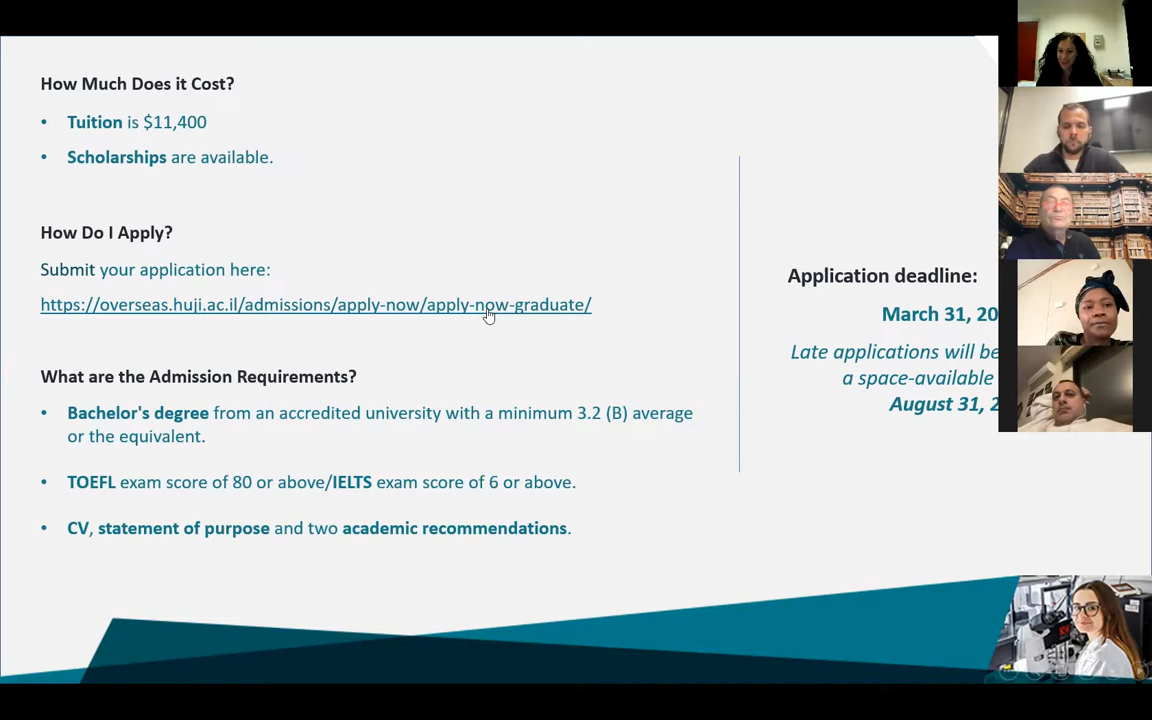 How Much Does it Cost?
• Tuition is $11,400
• Scholarships are available.
How Do I Apply?
Submit your application here:
https://overseas.huji.ac.il/admissions/apply-now/apply-now-graduate/
What are the Admission Requirements?
• Bachelor's degree from an accredited university with a minimum 3.2 (B) average
or the equivalent.
• TOEFL exam score of 80 or above/IELTS exam score of 6 or above.
• CV, statement of purpose and two academic recommendations.
Application deadline:
March 31, 20
Late applications will be
a space-available
August 31, 2